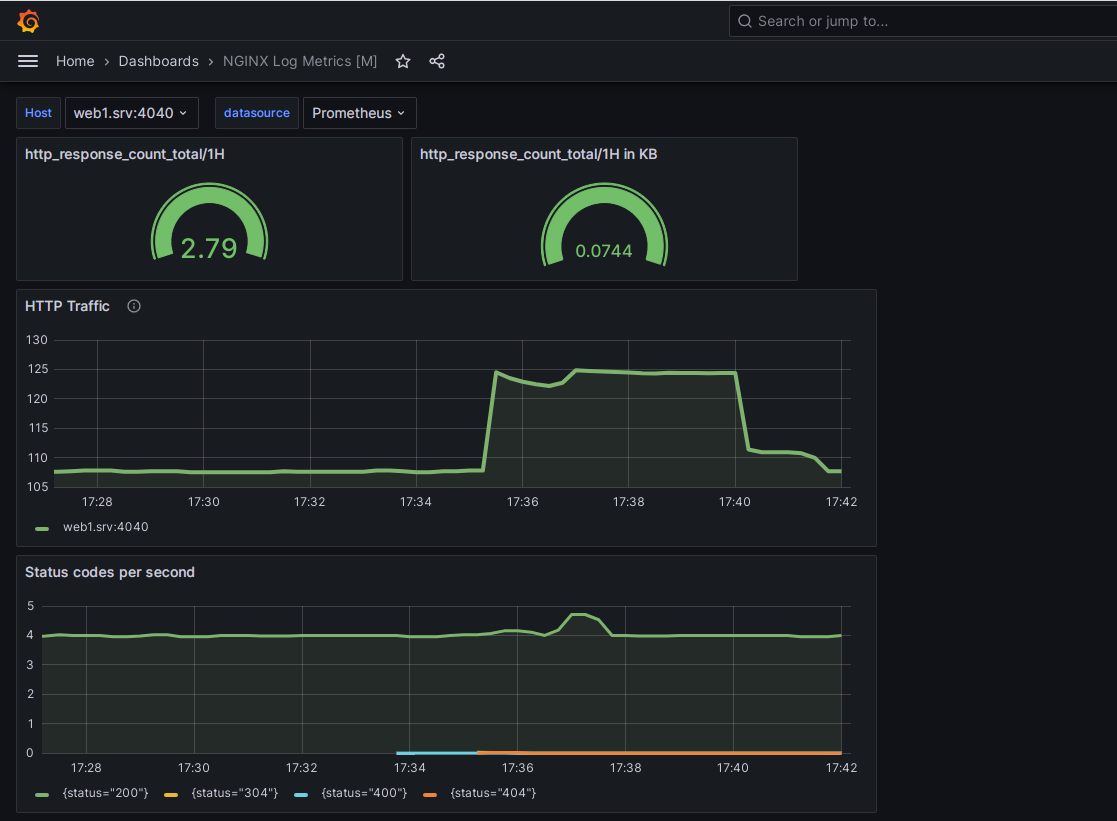 Search or jump to...
Home › Dashboards › NGINX Log Metrics [M]
Host web1.srv:4040 datasource Prometheus
http_response_count_total/1H
http_response_count_total/1H in KB
2.79
0.0744
HTTP Traffic
130
125
120
115
110
105
17:28 17:30 17:32 17:34 17:36 17:38 17:40 17:42
web1.srv:4040
Status codes per second
5
4
3
2
1
0
17:28 17:30 17:32 17:34 17:36 17:38 17:40 17:42
{status="200"} {status="304"} {status="400"} {status="404"}